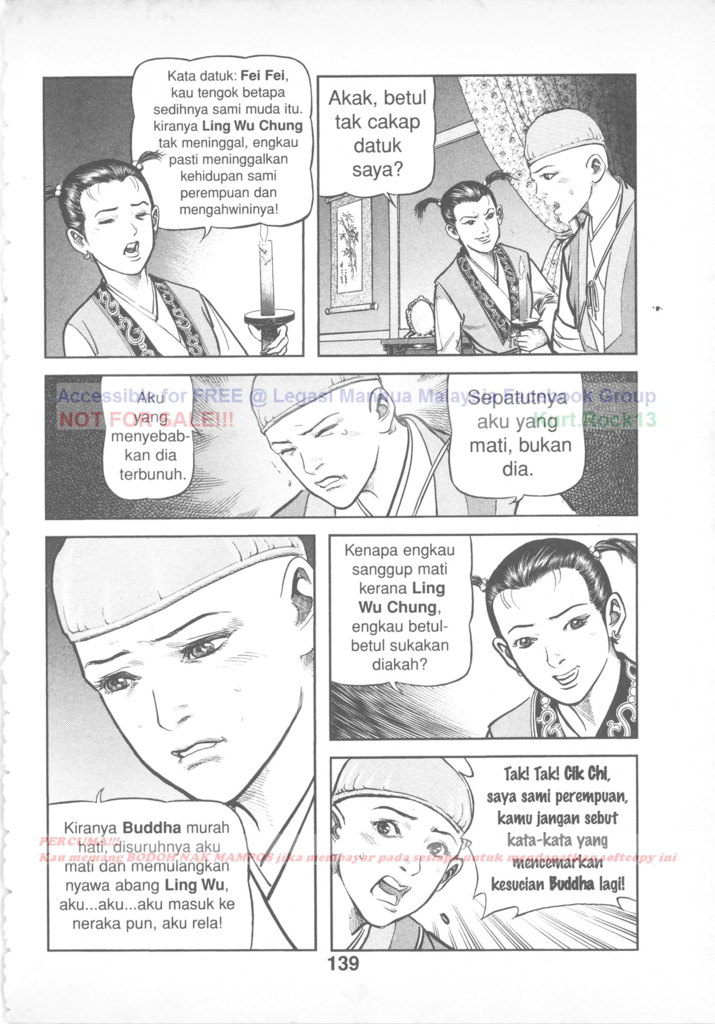 Kata datuk: Fei Fei,
kau tengok betapa
sedihnya sami muda itu.
kiranya Ling Wu Chung
tak meninggal, engkau
pasti meninggalkan
kehidupan sami
perempuan dan
mengahwininya!
Akak, betul
tak cakap
datuk
saya?
Accessible for FREE @ Legasi Manhua Malaysia Facebook Group
NOT FOR SALE!!!
Kurt.Rock13
Aku
yang
menyebab-
kan dia
terbunuh.
Sepatutnya
aku yang
mati, bukan
dia.
Kiranya Buddha murah
hati, disuruhnya aku
mati dan memulangkan
nyawa abang Ling Wu,
aku...aku...aku masuk ke
neraka pun, aku rela!
Kenapa engkau
sanggup mati
kerana Ling
Wu Chung,
engkau betul-
betul sukakan
diakah?
Tak! Tak! Cik Chi,
saya sami perempuan,
kamu jangan sebut
kata-kata yang
mencemarkan
kesucian Buddha lagi!
PERCUMA!!!
Kau memang BODOH NAK MAMPOS jika membayar pada sesiapa untuk mendapatkan softcopy ini
139